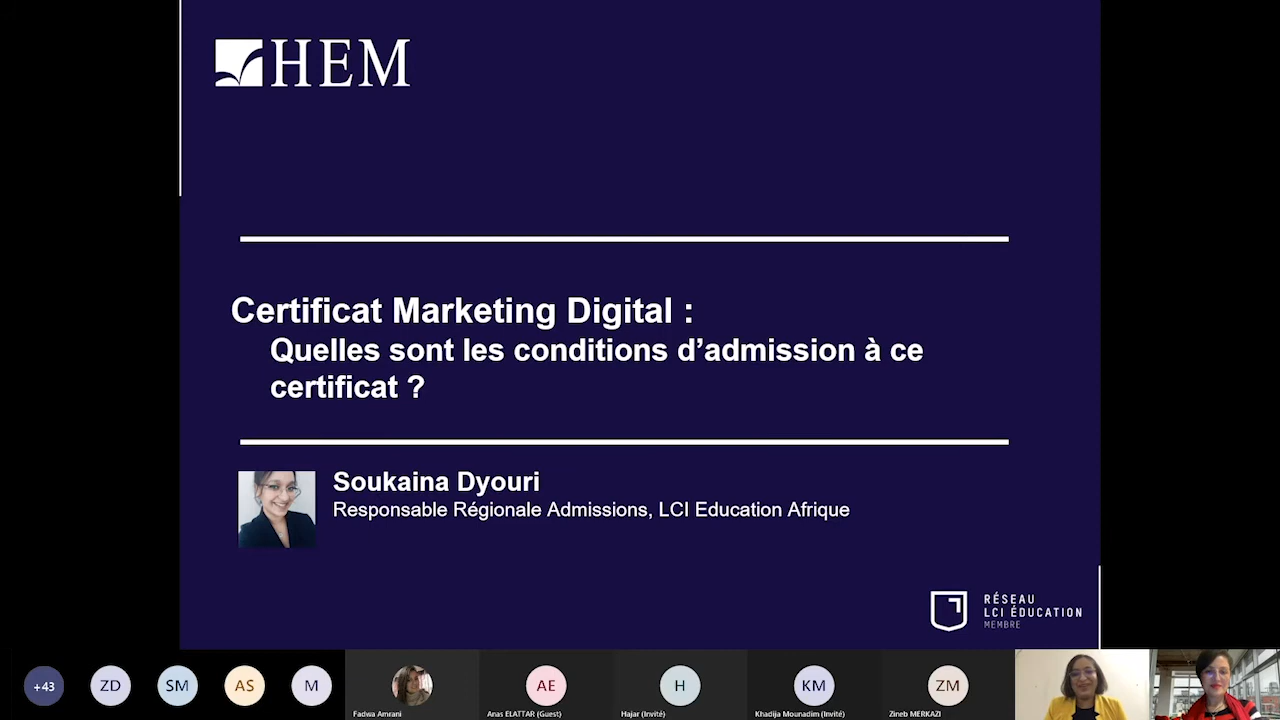 HEM
Certificat Marketing Digital :
Quelles sont les conditions d’admission à ce
certificat ?
Soukaina Dyouri
Responsable Régionale Admissions, LCI Education Afrique
RÉSEAU
LCI ÉDUCATION
MEMBRE
+43
ZD
SM
AS
M
AE
H
KM
ZM
Fadwa Amrani
Anas ELATTAR (Guest)
Hajar (Invité)
Khadija Mounadim (Invité)
Zineb MERKAZI